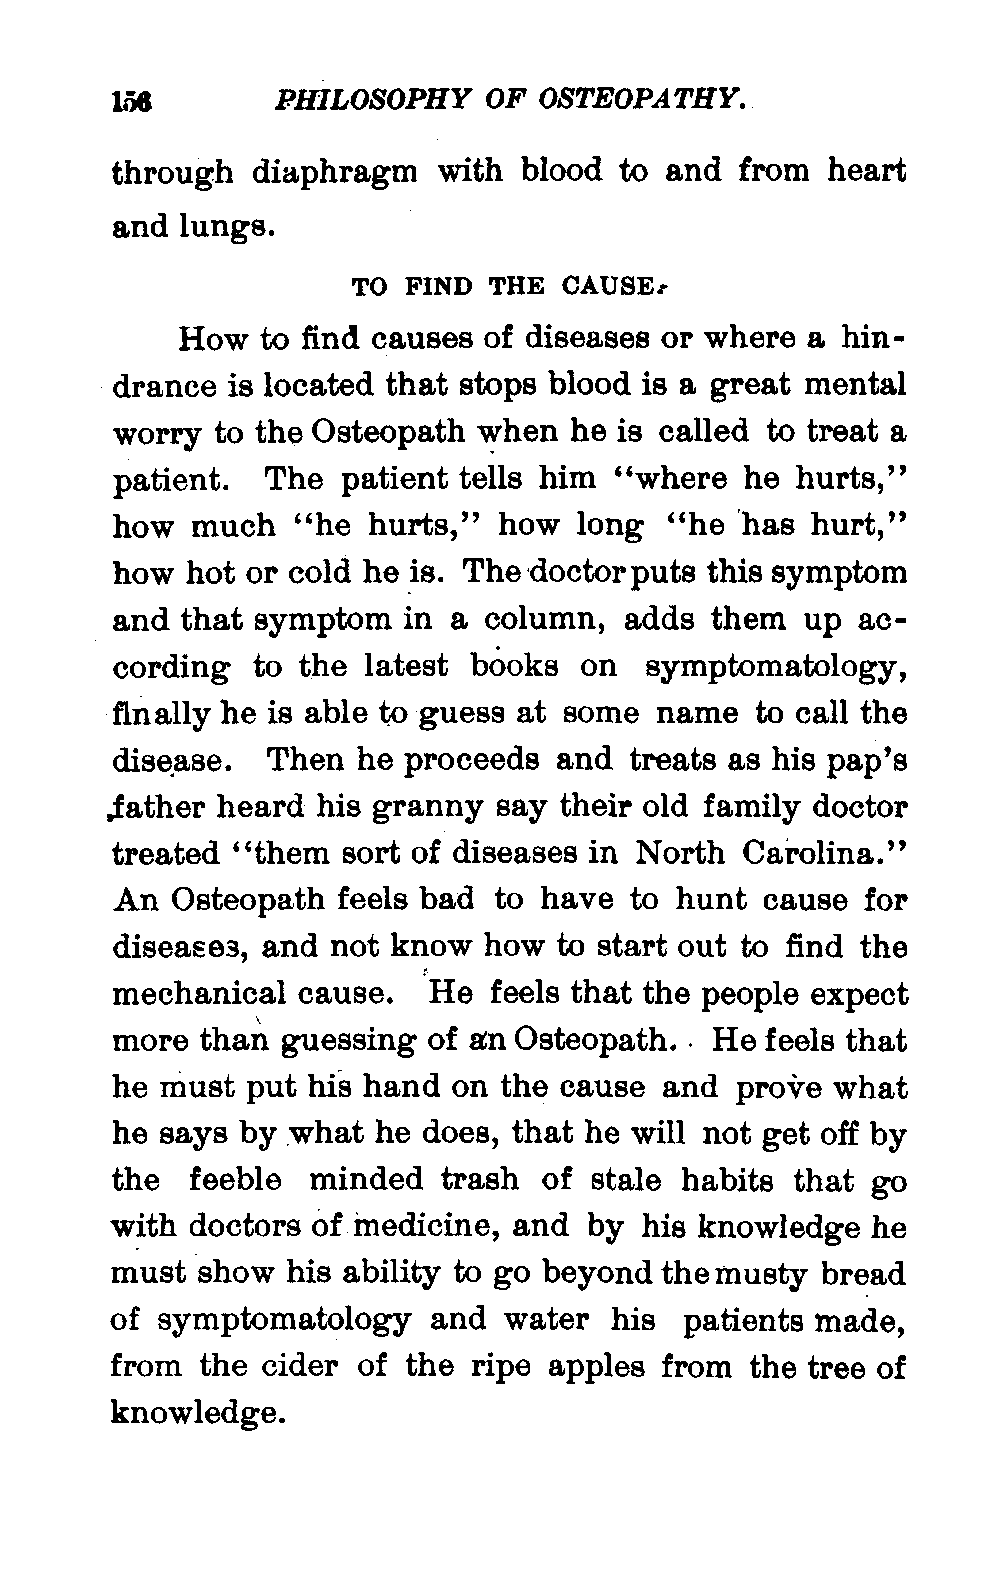 156 PHILOSOPHY OF OSTEOPATHY.
through diaphragm with blood to and from heart
and lungs.
TO FIND THE CAUSE.
How to find causes of diseases or where a hin-
drance is located that stops blood is a great mental
worry to the Osteopath when he is called to treat a
patient. The patient tells him "where he hurts,"
how much "he hurts," how long "he has hurt,"
how hot or cold he is. The doctor puts this symptom
and that symptom in a column, adds them up ac-
cording to the latest books on symptomatology,
finally he is able to guess at some name to call the
disease. Then he proceeds and treats as his pap's
father heard his granny say their old family doctor
treated "them sort of diseases in North Carolina."
An Osteopath feels bad to have to hunt cause for
diseases, and not know how to start out to find the
mechanical cause. He feels that the people expect
more than guessing of an Osteopath. He feels that
he must put his hand on the cause and prove what
he says by what he does, that he will not get off by
the feeble minded trash of stale habits that go
with doctors of medicine, and by his knowledge he
must show his ability to go beyond the musty bread
of symptomatology and water his patients made,
from the cider of the ripe apples from the tree of
knowledge.